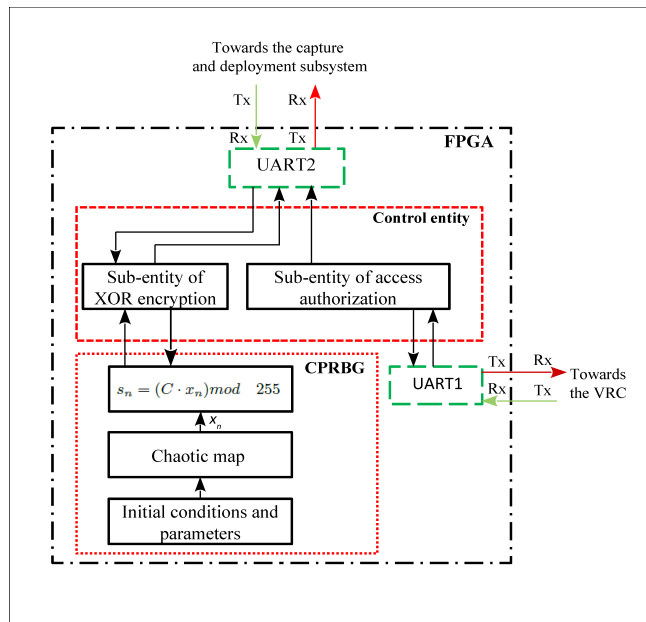 Towards the capture
and deployment subsystem
Tx Rx
Rx Tx
FPGA
UART2
Control entity
Sub-entity of
XOR encryption
Sub-entity of access
authorization
CPRBG
s_n = (C · x_n)mod 255
x_n
Chaotic map
Initial conditions and
parameters
UART1
Tx Rx
Rx Tx
Towards
the VRC